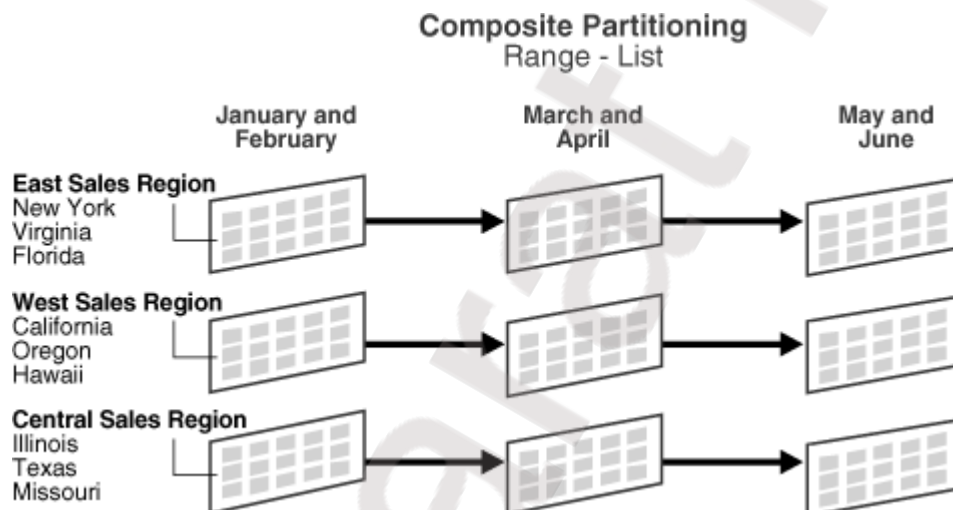 Composite Partitioning
Range - List
January and
February
March and
April
May and
June
East Sales Region
New York
Virginia
Florida
West Sales Region
California
Oregon
Hawaii
Central Sales Region
Illinois
Texas
Missouri